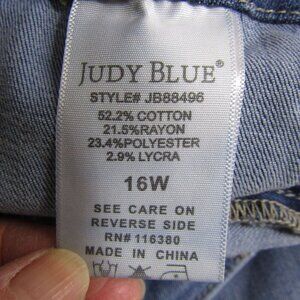 JUDY BLUE®
STYLE# JB88496
52.2% COTTON
21.5%RAYON
23.4%POLYESTER
2.9% LYCRA
16W
SEE CARE ON
REVERSE SIDE
RN# 116380
MADE IN CHINA